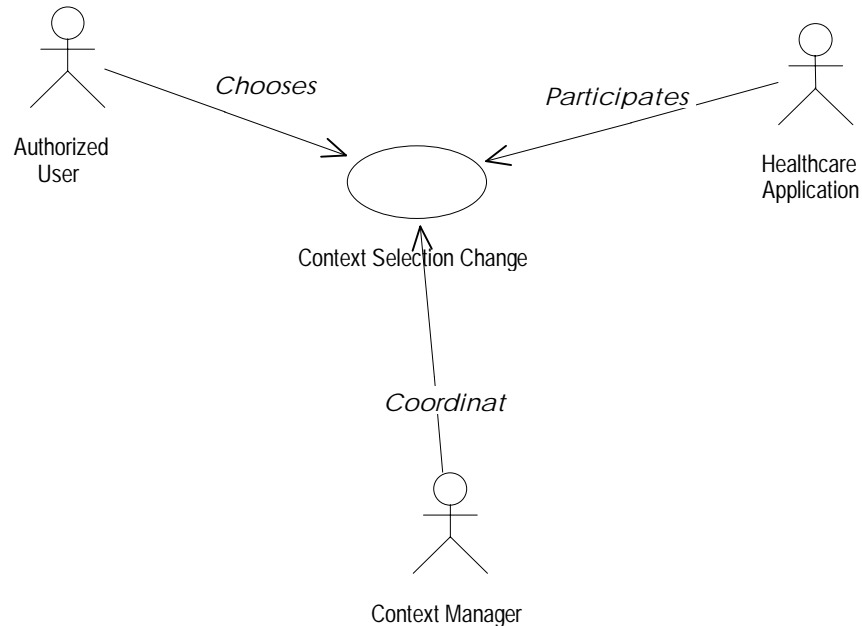 Chooses
Participates
Authorized
User
Healthcare
Application
Context Selection Change
Coordinat
Context Manager